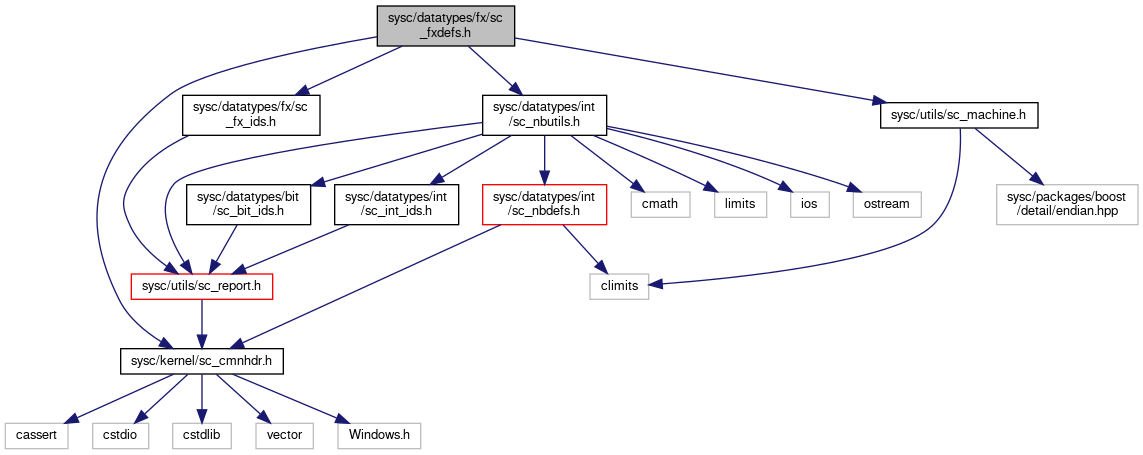 sysc/datatypes/fx/sc
_fxdefs.h
sysc/datatypes/fx/sc
_fx_ids.h
sysc/datatypes/int
/sc_nbutils.h
sysc/utils/sc_machine.h
sysc/datatypes/bit
/sc_bit_ids.h
sysc/datatypes/int
/sc_int_ids.h
sysc/datatypes/int
/sc_nbdefs.h
cmath
limits
ios
ostream
sysc/packages/boost
/detail/endian.hpp
sysc/utils/sc_report.h
climits
sysc/kernel/sc_cmnhdr.h
cassert
cstdio
cstdlib
vector
Windows.h